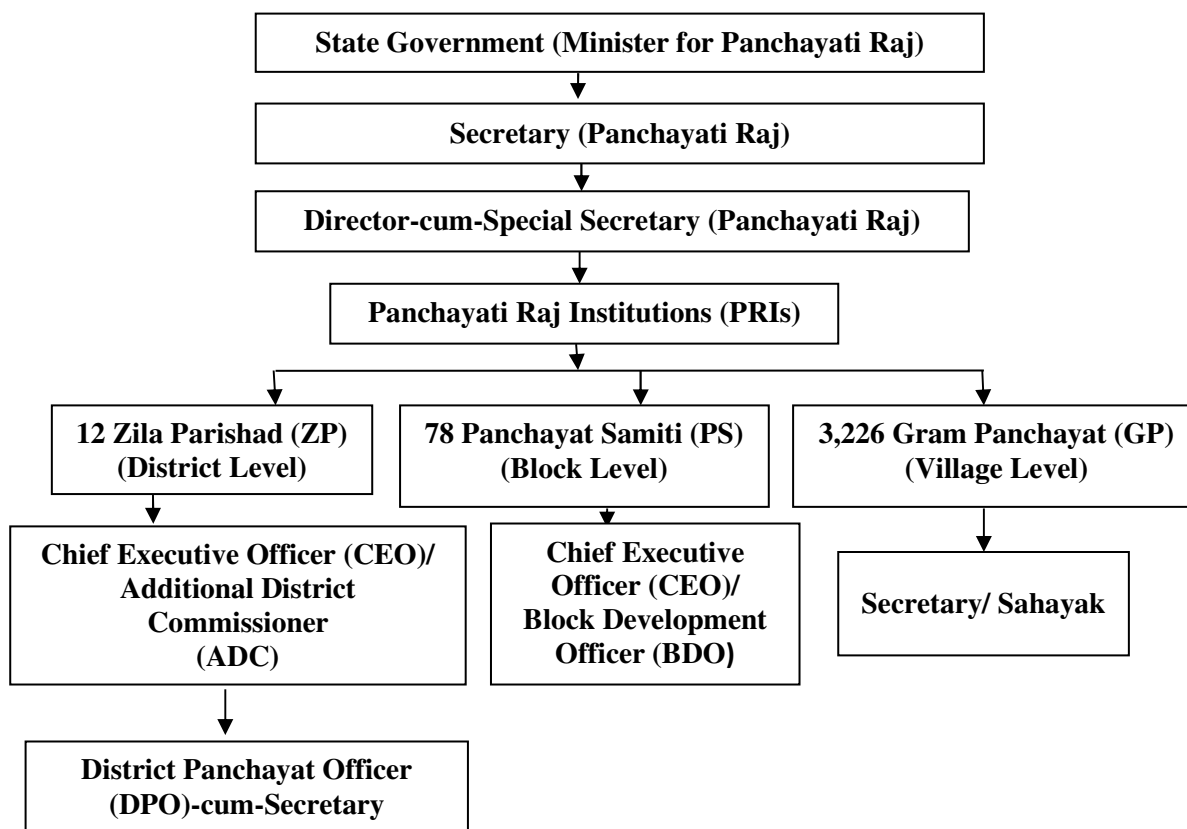 State Government (Minister for Panchayati Raj)
Secretary (Panchayati Raj)
Director-cum-Special Secretary (Panchayati Raj)
Panchayati Raj Institutions (PRIs)
12 Zila Parishad (ZP)
(District Level)
78 Panchayat Samiti (PS)
(Block Level)
3,226 Gram Panchayat (GP)
(Village Level)
Chief Executive Officer (CEO)/
Additional District
Commissioner
(ADC)
Chief Executive
Officer (CEO)/
Block Development
Officer (BDO)
Secretary/ Sahayak
District Panchayat Officer
(DPO)-cum-Secretary